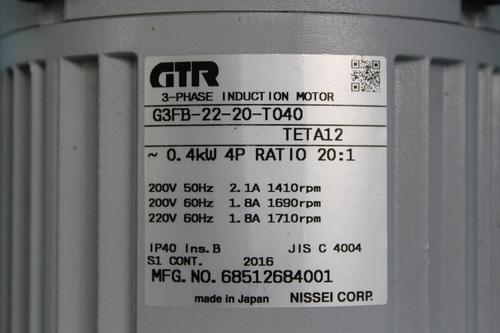 GTR
3-PHASE INDUCTION MOTOR
G3FB-22-20-T040
TETA12
~ 0.4kW 4P RATIO 20:1
200V 50Hz 2.1A 1410rpm
200V 60Hz 1.8A 1690rpm
220V 60Hz 1.8A 1710rpm
IP40 Ins.B JIS C 4004
S1 CONT. 2016
MFG.NO.68512684001
made in Japan NISSEI CORP.